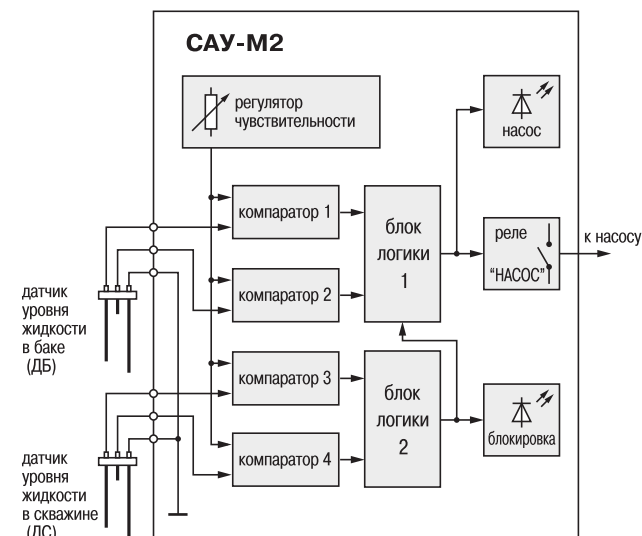 САУ-М2
регулятор
чувствительности
насос
компаратор 1
блок
логики
1
реле
“НАСОС”
к насосу
компаратор 2
датчик
уровня
жидкости
в баке
(ДБ)
компаратор 3
блок
логики
2
блокировка
компаратор 4
датчик
уровня
жидкости
в скважине
(ДС)